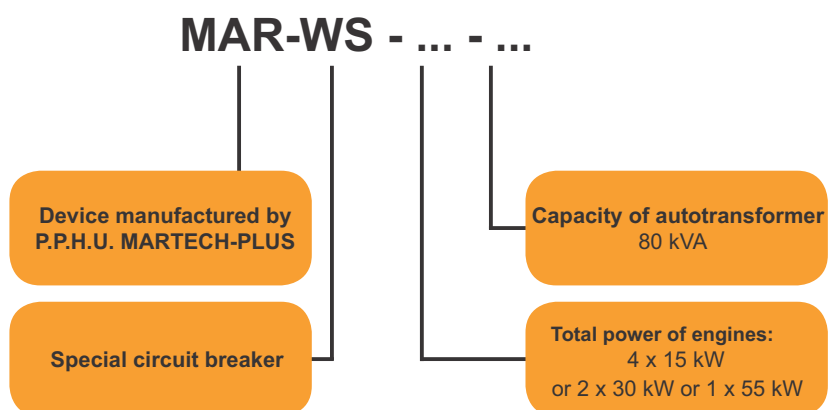 MAR-WS - ... - ...
Device manufactured by
P.P.H.U. MARTECH-PLUS
Capacity of autotransformer
80 kVA
Special circuit breaker
Total power of engines:
4 x 15 kW
or 2 x 30 kW or 1 x 55 kW